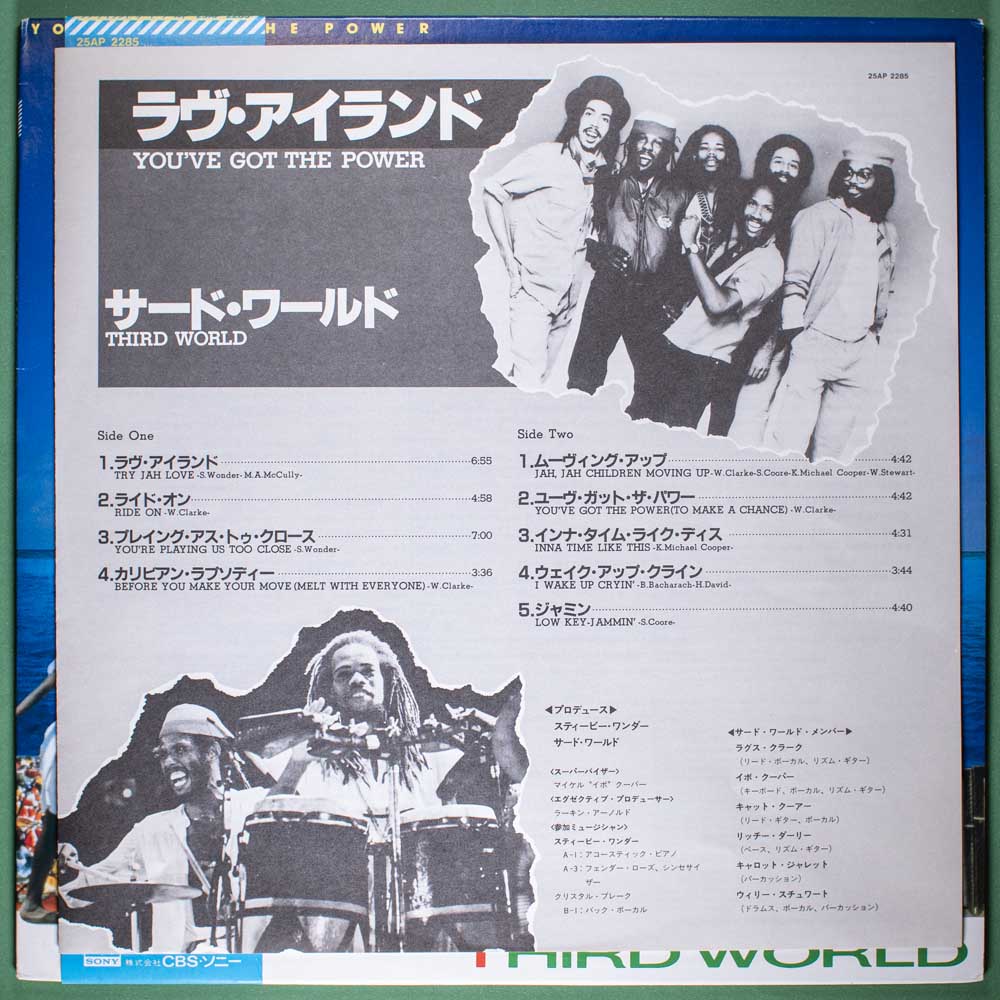 HE POWER
25AP 2285
25AP 2285
ラヴ・アイランド
YOU'VE GOT THE POWER
サード・ワールド
THIRD WORLD
Side One
1.ラヴ・アイランド 6:55
TRY JAH LOVE-S.Wonder-M.A.McCully-
2.ライド・オン 4:58
RIDE ON-W.Clarke-
3.プレイング・アス・トゥ・クロース 7:00
YOU'RE PLAYING US TOO CLOSE-S.Wonder-
4.カリビアン・ラプソディー 3:36
BEFORE YOU MAKE YOUR MOVE(MELT WITH EVERYONE)-W.Clarke-
Side Two
1.ムーヴィング・アップ 4:42
JAH, JAH CHILDREN MOVING UP-W.Clarke-S.Coore-K.Michael Cooper-W.Stewart-
2.ユーヴ・ガット・ザ・パワー 4:42
YOU'VE GOT THE POWER(TO MAKE A CHANCE)-W.Clarke-
3.インナ・タイム・ライク・ディス 4:31
INNA TIME LIKE THIS-K.Michael Cooper-
4.ウェイク・アップ・クライン 3:44
I WAKE UP CRYIN'-B.Bacharach-H.David-
5.ジャミン 4:40
LOW KEY-JAMMIN'-S.Coore-
◀プロデュース▶
スティービー・ワンダー
サード・ワールド
〈スーパーバイザー〉
マイケル"イボ"クーパー
〈エグゼクティブ・プロデューサー〉
ラーキン・アーノルド
〈参加ミュージシャン〉
スティービー・ワンダー
A-1：アコースティック・ピアノ
A-3：フェンダー・ローズ、シンセサイ
ザー
クリスタル・ブレーク
B-1：バック・ボーカル
◀サード・ワールド・メンバー▶
ラグス・クラーク
（リード・ボーカル、リズム・ギター）
イボ・クーパー
（キーボード、ボーカル、リズム・ギター）
キャット・クーアー
（リード・ギター、ボーカル）
リッチー・ダーリー
（ベース、リズム・ギター）
キャロット・ジャレット
（パーカッション）
ウィリー・スチュワート
（ドラムス、ボーカル、パーカッション）
SONY 株式会社 CBS・ソニー
THIRD WORLD